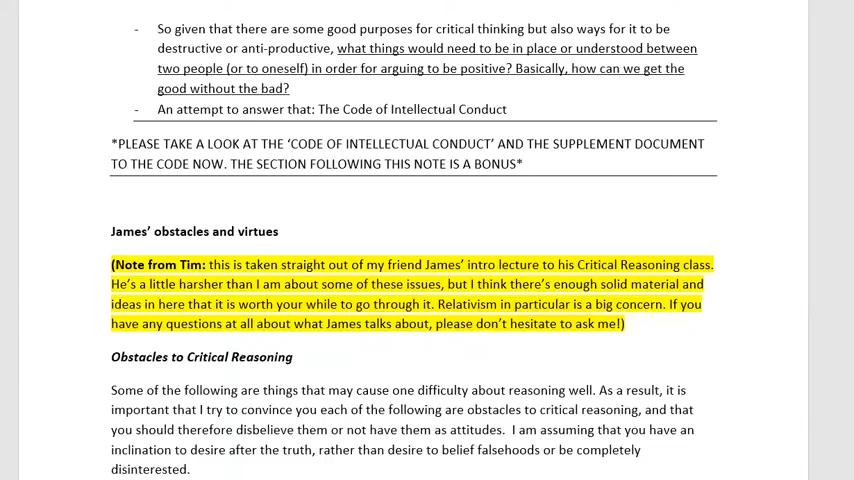 - So given that there are some good purposes for critical thinking but also ways for it to be
destructive or anti-productive, what things would need to be in place or understood between
two people (or to oneself) in order for arguing to be positive? Basically, how can we get the
good without the bad?
- An attempt to answer that: The Code of Intellectual Conduct
*PLEASE TAKE A LOOK AT THE ‘CODE OF INTELLECTUAL CONDUCT’ AND THE SUPPLEMENT DOCUMENT
TO THE CODE NOW. THE SECTION FOLLOWING THIS NOTE IS A BONUS*
James’ obstacles and virtues
(Note from Tim: this is taken straight out of my friend James’ intro lecture to his Critical Reasoning class.
He’s a little harsher than I am about some of these issues, but I think there’s enough solid material and
ideas in here that it is worth your while to go through it. Relativism in particular is a big concern. If you
have any questions at all about what James talks about, please don’t hesitate to ask me!)
Obstacles to Critical Reasoning
Some of the following are things that may cause one difficulty about reasoning well. As a result, it is
important that I try to convince you each of the following are obstacles to critical reasoning, and that
you should therefore disbelieve them or not have them as attitudes. I am assuming that you have an
inclination to desire after the truth, rather than desire to belief falsehoods or be completely
disinterested.